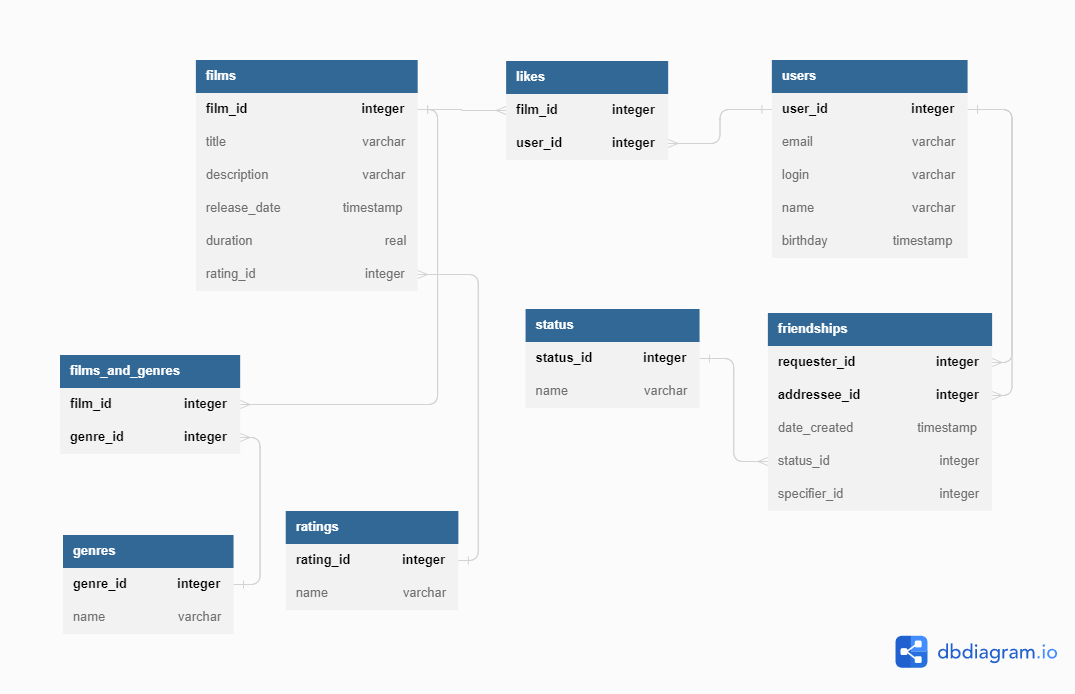 films
film_id integer
title varchar
description varchar
release_date timestamp
duration real
rating_id integer
likes
film_id integer
user_id integer
users
user_id integer
email varchar
login varchar
name varchar
birthday timestamp
status
status_id integer
name varchar
friendships
requester_id integer
addressee_id integer
date_created timestamp
status_id integer
specifier_id integer
films_and_genres
film_id integer
genre_id integer
genres
genre_id integer
name varchar
ratings
rating_id integer
name varchar
dbdiagram.io